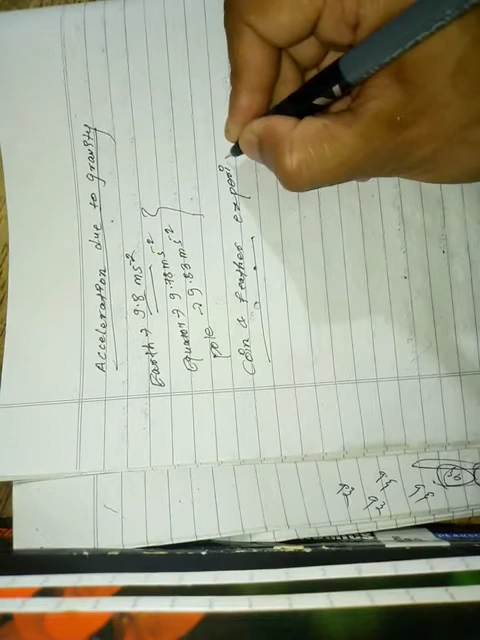 Acceleration due to gravity
Earth → 9.8 ms⁻²
Equator → 9.78 ms⁻²
pole → 9.83 ms⁻²
Coin & feather experi